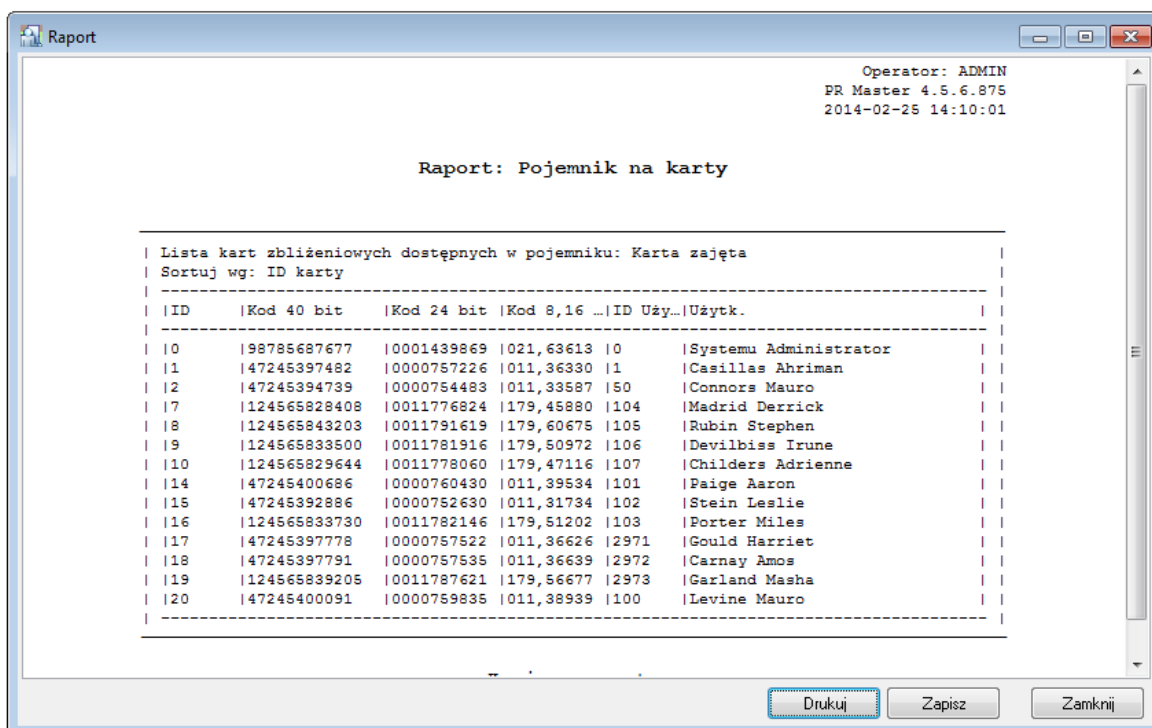 Raport
Operator: ADMIN
PR Master 4.5.6.875
2014-02-25 14:10:01
Raport: Pojemnik na karty
| Lista kart zbliżeniowych dostępnych w pojemniku: Karta zajęta |
| Sortuj wg: ID karty |
| |ID |Kod 40 bit |Kod 24 bit |Kod 8,16 …|ID Uży…|Użytk. | |
| |0 |98785687677 |0001439869 |021,63613 |0 |Systemu Administrator | |
| |1 |47245397482 |0000757226 |011,36330 |1 |Casillas Ahriman | |
| |2 |47245394739 |0000754483 |011,33587 |50 |Connors Mauro | |
| |7 |124565828408 |0011776824 |179,45880 |104 |Madrid Derrick | |
| |8 |124565843203 |0011791619 |179,60675 |105 |Rubin Stephen | |
| |9 |124565833500 |0011781916 |179,50972 |106 |Devilbiss Irune | |
| |10 |124565829644 |0011778060 |179,47116 |107 |Childers Adrienne | |
| |14 |47245400686 |0000760430 |011,39534 |101 |Paige Aaron | |
| |15 |47245392886 |0000752630 |011,31734 |102 |Stein Leslie | |
| |16 |124565833730 |0011782146 |179,51202 |103 |Porter Miles | |
| |17 |47245397778 |0000757522 |011,36626 |2971 |Gould Harriet | |
| |18 |47245397791 |0000757535 |011,36639 |2972 |Carnay Amos | |
| |19 |124565839205 |0011787621 |179,56677 |2973 |Garland Masha | |
| |20 |47245400091 |0000759835 |011,38939 |100 |Levine Mauro | |
Drukuj Zapisz Zamknij